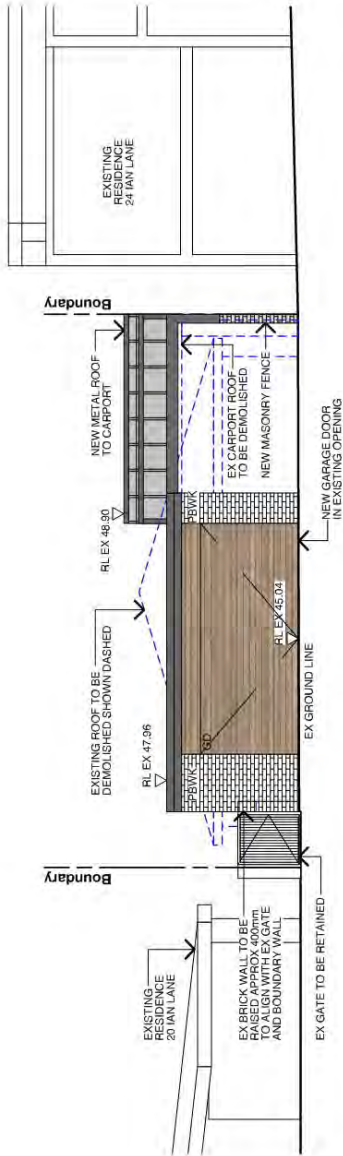 EXISTING
RESIDENCE
20 IAN LANE
EX BRICK WALL TO BE
RAISED APPROX 400mm
TO ALIGN WITH EX GATE
AND BOUNDARY WALL
EX GATE TO BE RETAINED
Boundary
EXISTING ROOF TO BE
DEMOLISHED SHOWN DASHED
RL EX 47.96
PBWK
GD
RL EX 45.04
EX GROUND LINE
RL EX 48.90
PBWK
NEW GARAGE DOOR
IN EXISTING OPENING
NEW METAL ROOF
TO CARPORT
EX CARPORT ROOF
TO BE DEMOLISHED
NEW MASONRY FENCE
Boundary
EXISTING
RESIDENCE
24 IAN LANE